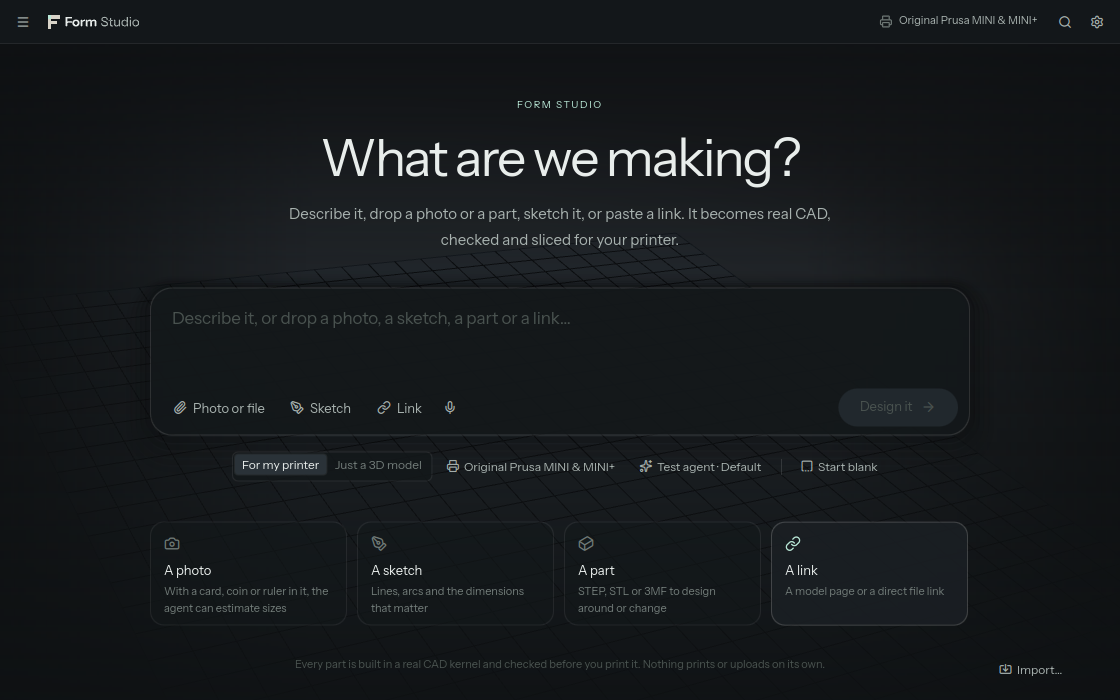 Form Studio
Original Prusa MINI & MINI+
FORM STUDIO
What are we making?
Describe it, drop a photo or a part, sketch it, or paste a link. It becomes real CAD,
checked and sliced for your printer.
Describe it, or drop a photo, a sketch, a part or a link...
Photo or file
Sketch
Link
Design it
For my printer
Just a 3D model
Original Prusa MINI & MINI+
Test agent · Default
Start blank
A photo
With a card, coin or ruler in it, the
agent can estimate sizes
A sketch
Lines, arcs and the dimensions
that matter
A part
STEP, STL or 3MF to design
around or change
A link
A model page or a direct file link
Every part is built in a real CAD kernel and checked before you print it. Nothing prints or uploads on its own.
Import...